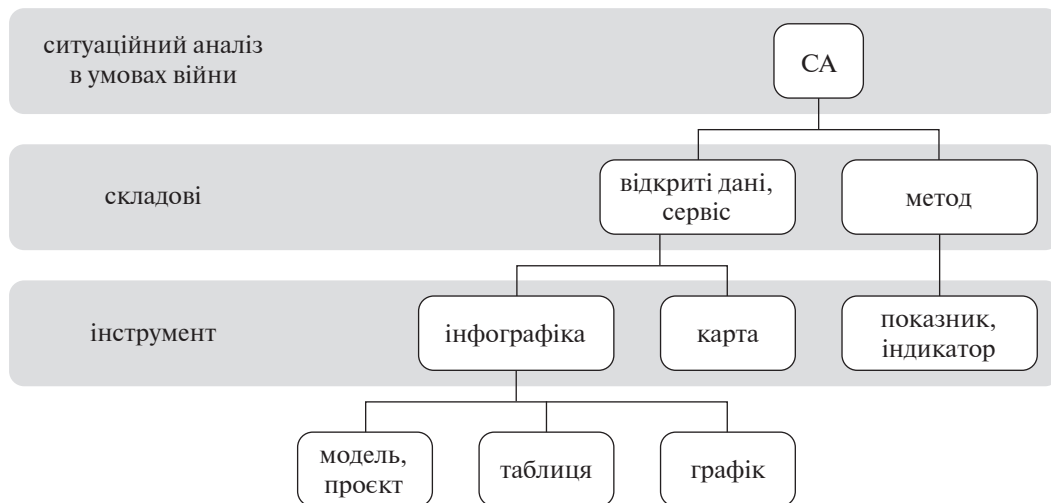 ситуаційний аналіз
в умовах війни
СА
складові
відкриті дані,
сервіс
метод
інструмент
інфографіка
карта
показник,
індикатор
модель,
проєкт
таблиця
графік